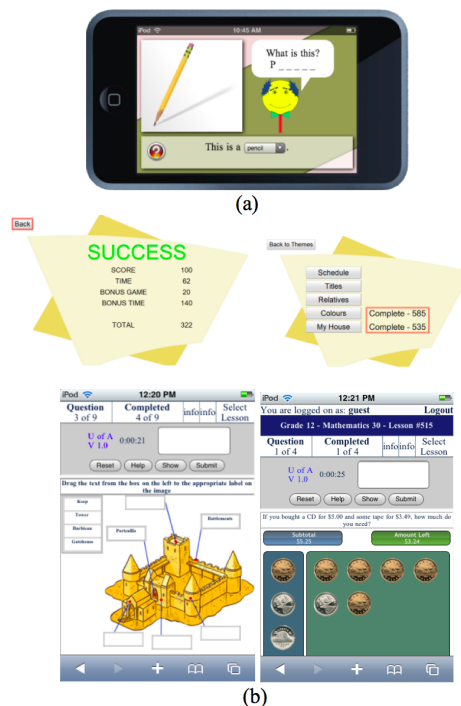 iPod 10:45 AM
What is this?
P _ _ _ _ _
This is a pencil .
(a)
Back
SUCCESS
SCORE 100
TIME 62
BONUS GAME 20
BONUS TIME 140
TOTAL 322
Back to Themes
Schedule
Titles
Relatives
Colours Complete - 585
My House Complete - 535
iPod 12:20 PM
Question Completed info info Select
3 of 9 4 of 9 Lesson
U of A 0:00:21
V 1.0
Reset Help Show Submit
Drag the text from the box on the left to the appropriate label on
the image
Keep
Tower
Barbican
Gatehouse
Portcullis
Battlements
iPod 12:21 PM
You are logged on as: guest Logout
Grade 12 - Mathematics 30 - Lesson #515
Question Completed info info Select
1 of 4 1 of 4 Lesson
U of A 0:00:25
V 1.0
Reset Help Show Submit
If you bought a CD for $5.00 and some tape for $3.49, how much do
you need?
Subtotal Amount Left
$5.25 $3.24
(b)